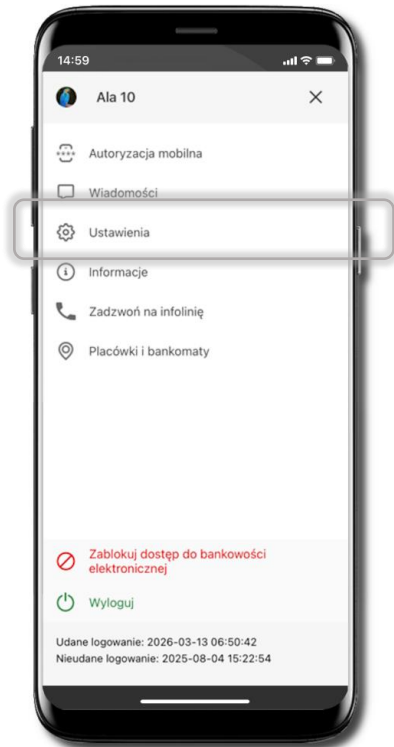 14:59
Ala 10
Autoryzacja mobilna
Wiadomości
Ustawienia
Informacje
Zadzwoń na infolinię
Placówki i bankomaty
Zablokuj dostęp do bankowości
elektronicznej
Wyloguj
Udane logowanie: 2026-03-13 06:50:42
Nieudane logowanie: 2025-08-04 15:22:54